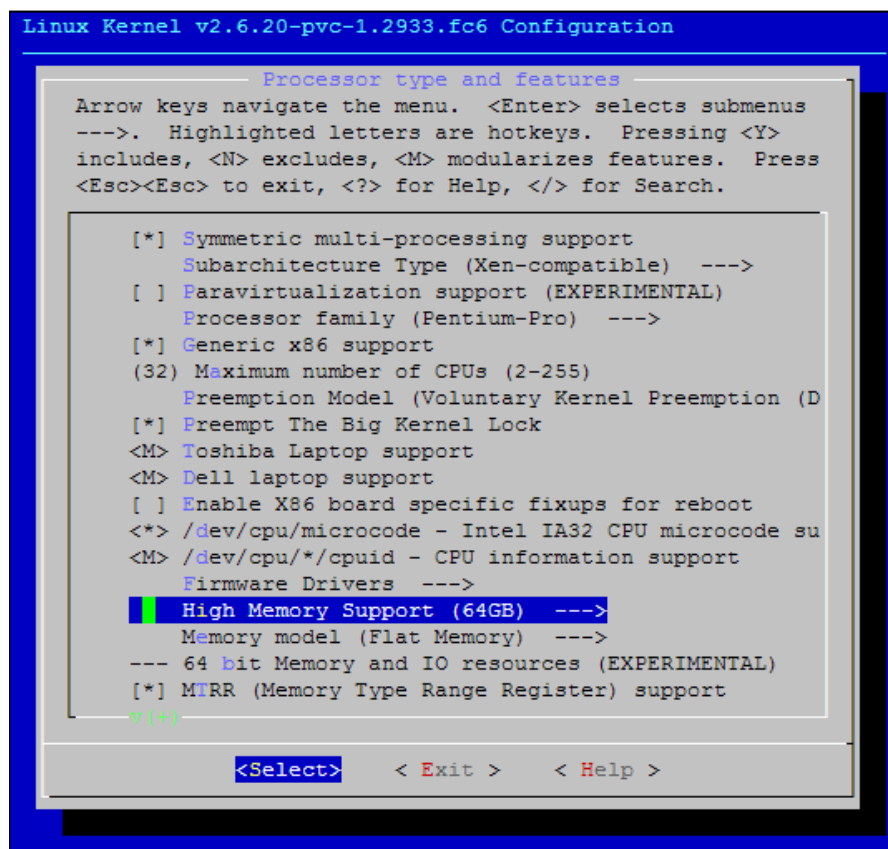 Linux Kernel v2.6.20-pvc-1.2933.fc6 Configuration
Processor type and features
Arrow keys navigate the menu.  <Enter> selects submenus
--->.  Highlighted letters are hotkeys.  Pressing <Y>
includes, <N> excludes, <M> modularizes features.  Press
<Esc><Esc> to exit, <?> for Help, </> for Search.
[*] Symmetric multi-processing support
Subarchitecture Type (Xen-compatible)  --->
[ ] Paravirtualization support (EXPERIMENTAL)
Processor family (Pentium-Pro)  --->
[*] Generic x86 support
(32) Maximum number of CPUs (2-255)
Preemption Model (Voluntary Kernel Preemption (D
[*] Preempt The Big Kernel Lock
<M> Toshiba Laptop support
<M> Dell laptop support
[ ] Enable X86 board specific fixups for reboot
<*> /dev/cpu/microcode - Intel IA32 CPU microcode su
<M> /dev/cpu/*/cpuid - CPU information support
Firmware Drivers  --->
High Memory Support (64GB)  --->
Memory model (Flat Memory)  --->
--- 64 bit Memory and IO resources (EXPERIMENTAL)
[*] MTRR (Memory Type Range Register) support
v(+)
<Select>    < Exit >    < Help >